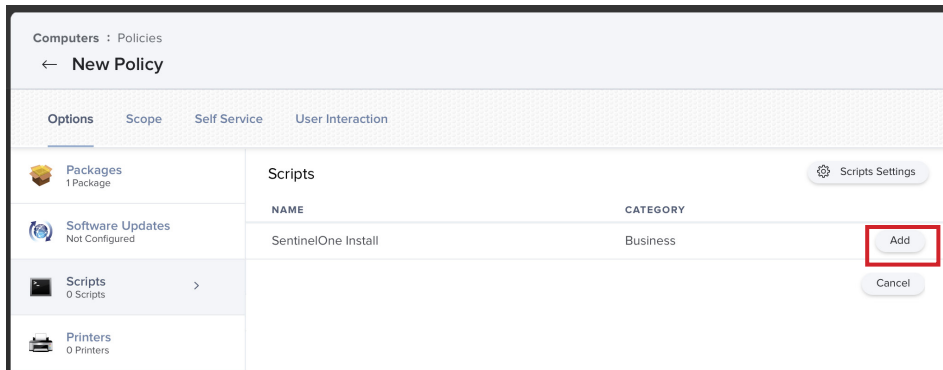 Computers : Policies
← New Policy
Options Scope Self Service User Interaction
Packages
1 Package
Software Updates
Not Configured
Scripts
0 Scripts
Printers
0 Printers
Scripts
Scripts Settings
NAME CATEGORY
SentinelOne Install Business Add
Cancel